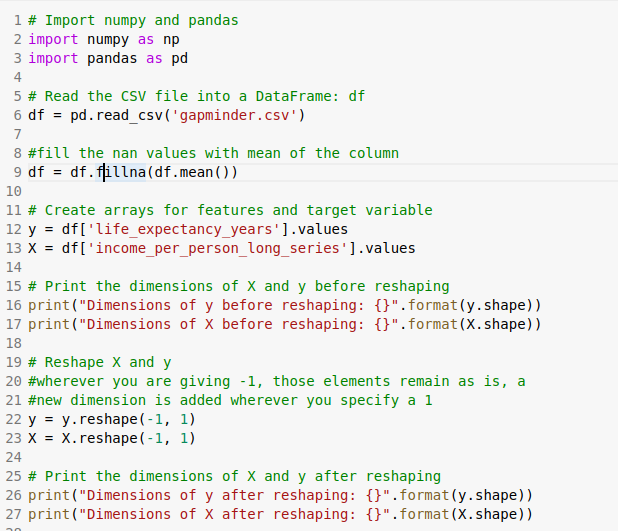 1 # Import numpy and pandas
2 import numpy as np
3 import pandas as pd
4
5 # Read the CSV file into a DataFrame: df
6 df = pd.read_csv('gapminder.csv')
7
8 #fill the nan values with mean of the column
9 df = df.fillna(df.mean())
10
11 # Create arrays for features and target variable
12 y = df['life_expectancy_years'].values
13 X = df['income_per_person_long_series'].values
14
15 # Print the dimensions of X and y before reshaping
16 print("Dimensions of y before reshaping: {}".format(y.shape))
17 print("Dimensions of X before reshaping: {}".format(X.shape))
18
19 # Reshape X and y
20 #wherever you are giving -1, those elements remain as is, a
21 #new dimension is added wherever you specify a 1
22 y = y.reshape(-1, 1)
23 X = X.reshape(-1, 1)
24
25 # Print the dimensions of X and y after reshaping
26 print("Dimensions of y after reshaping: {}".format(y.shape))
27 print("Dimensions of X after reshaping: {}".format(X.shape))